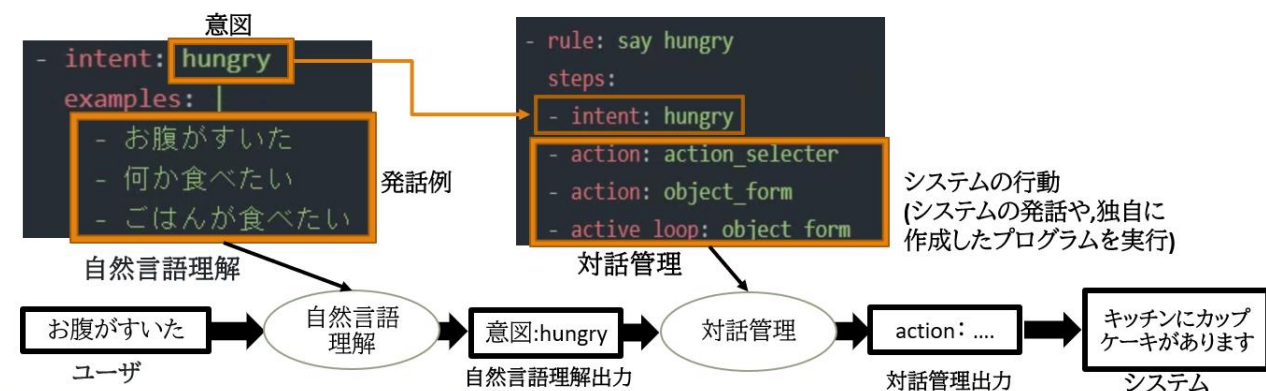 意図
- intent: hungry
examples: |
- お腹がすいた
- 何か食べたい
- ごはんが食べたい
発話例
自然言語理解
- rule: say hungry
steps:
- intent: hungry
- action: action_selecter
- action: object_form
- active_loop: object_form
対話管理
システムの行動
(システムの発話や,独自に
作成したプログラムを実行)
お腹がすいた
ユーザ
自然言語
理解
意図:hungry
自然言語理解出力
対話管理
action: ....
対話管理出力
キッチンにカップ
ケーキがあります
システム